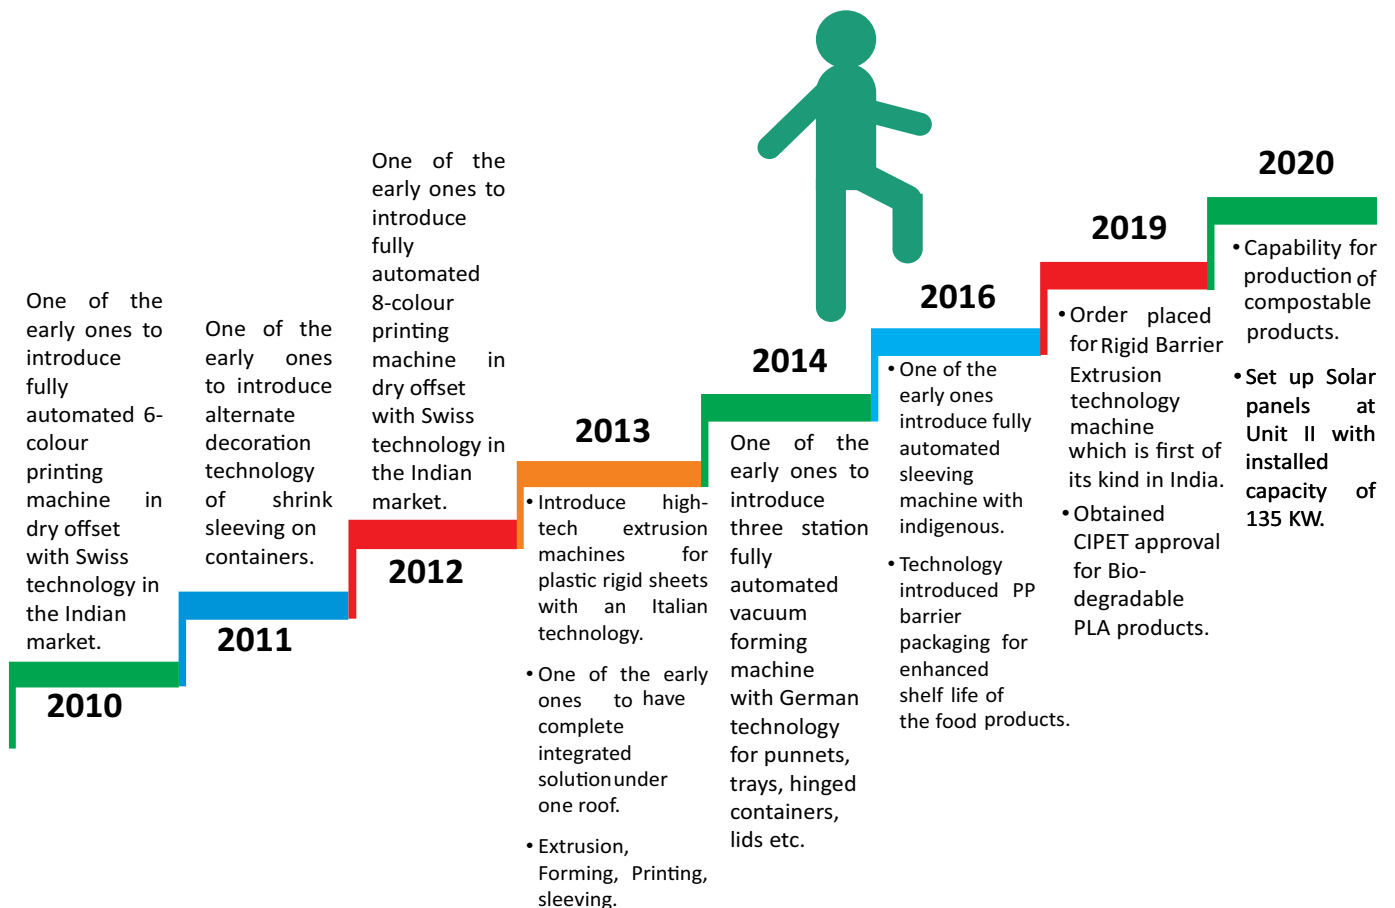 One of the
early ones to
introduce
fully
automated 6-
colour
printing
machine in
dry offset
with Swiss
technology in
the Indian
market.
2010
One of the
early ones
to introduce
alternate
decoration
technology
of shrink
sleeving on
containers.
2011
One of the
early ones to
introduce
fully
automated
8-colour
printing
machine in
dry offset
with Swiss
technology in
the Indian
market.
2012
2013
• Introduce high-
tech extrusion
machines for
plastic rigid sheets
with an Italian
technology.
• One of the early
ones to have
complete
integrated
solution under
one roof.
• Extrusion,
Forming, Printing,
sleeving.
2014
One of the
early ones to
introduce
three station
fully
automated
vacuum
forming
machine
with German
technology
for punnets,
trays, hinged
containers,
lids etc.
2016
• One of the
early ones
introduce fully
automated
sleeving
machine with
indigenous.
• Technology
introduced PP
barrier
packaging for
enhanced
shelf life of
the food products.
2019
• Order placed
for Rigid Barrier
Extrusion
technology
machine
which is first of
its kind in India.
• Obtained
CIPET approval
for Bio-
degradable
PLA products.
2020
• Capability for
production of
compostable
products.
• Set up Solar
panels at
Unit II with
installed
capacity of
135 KW.